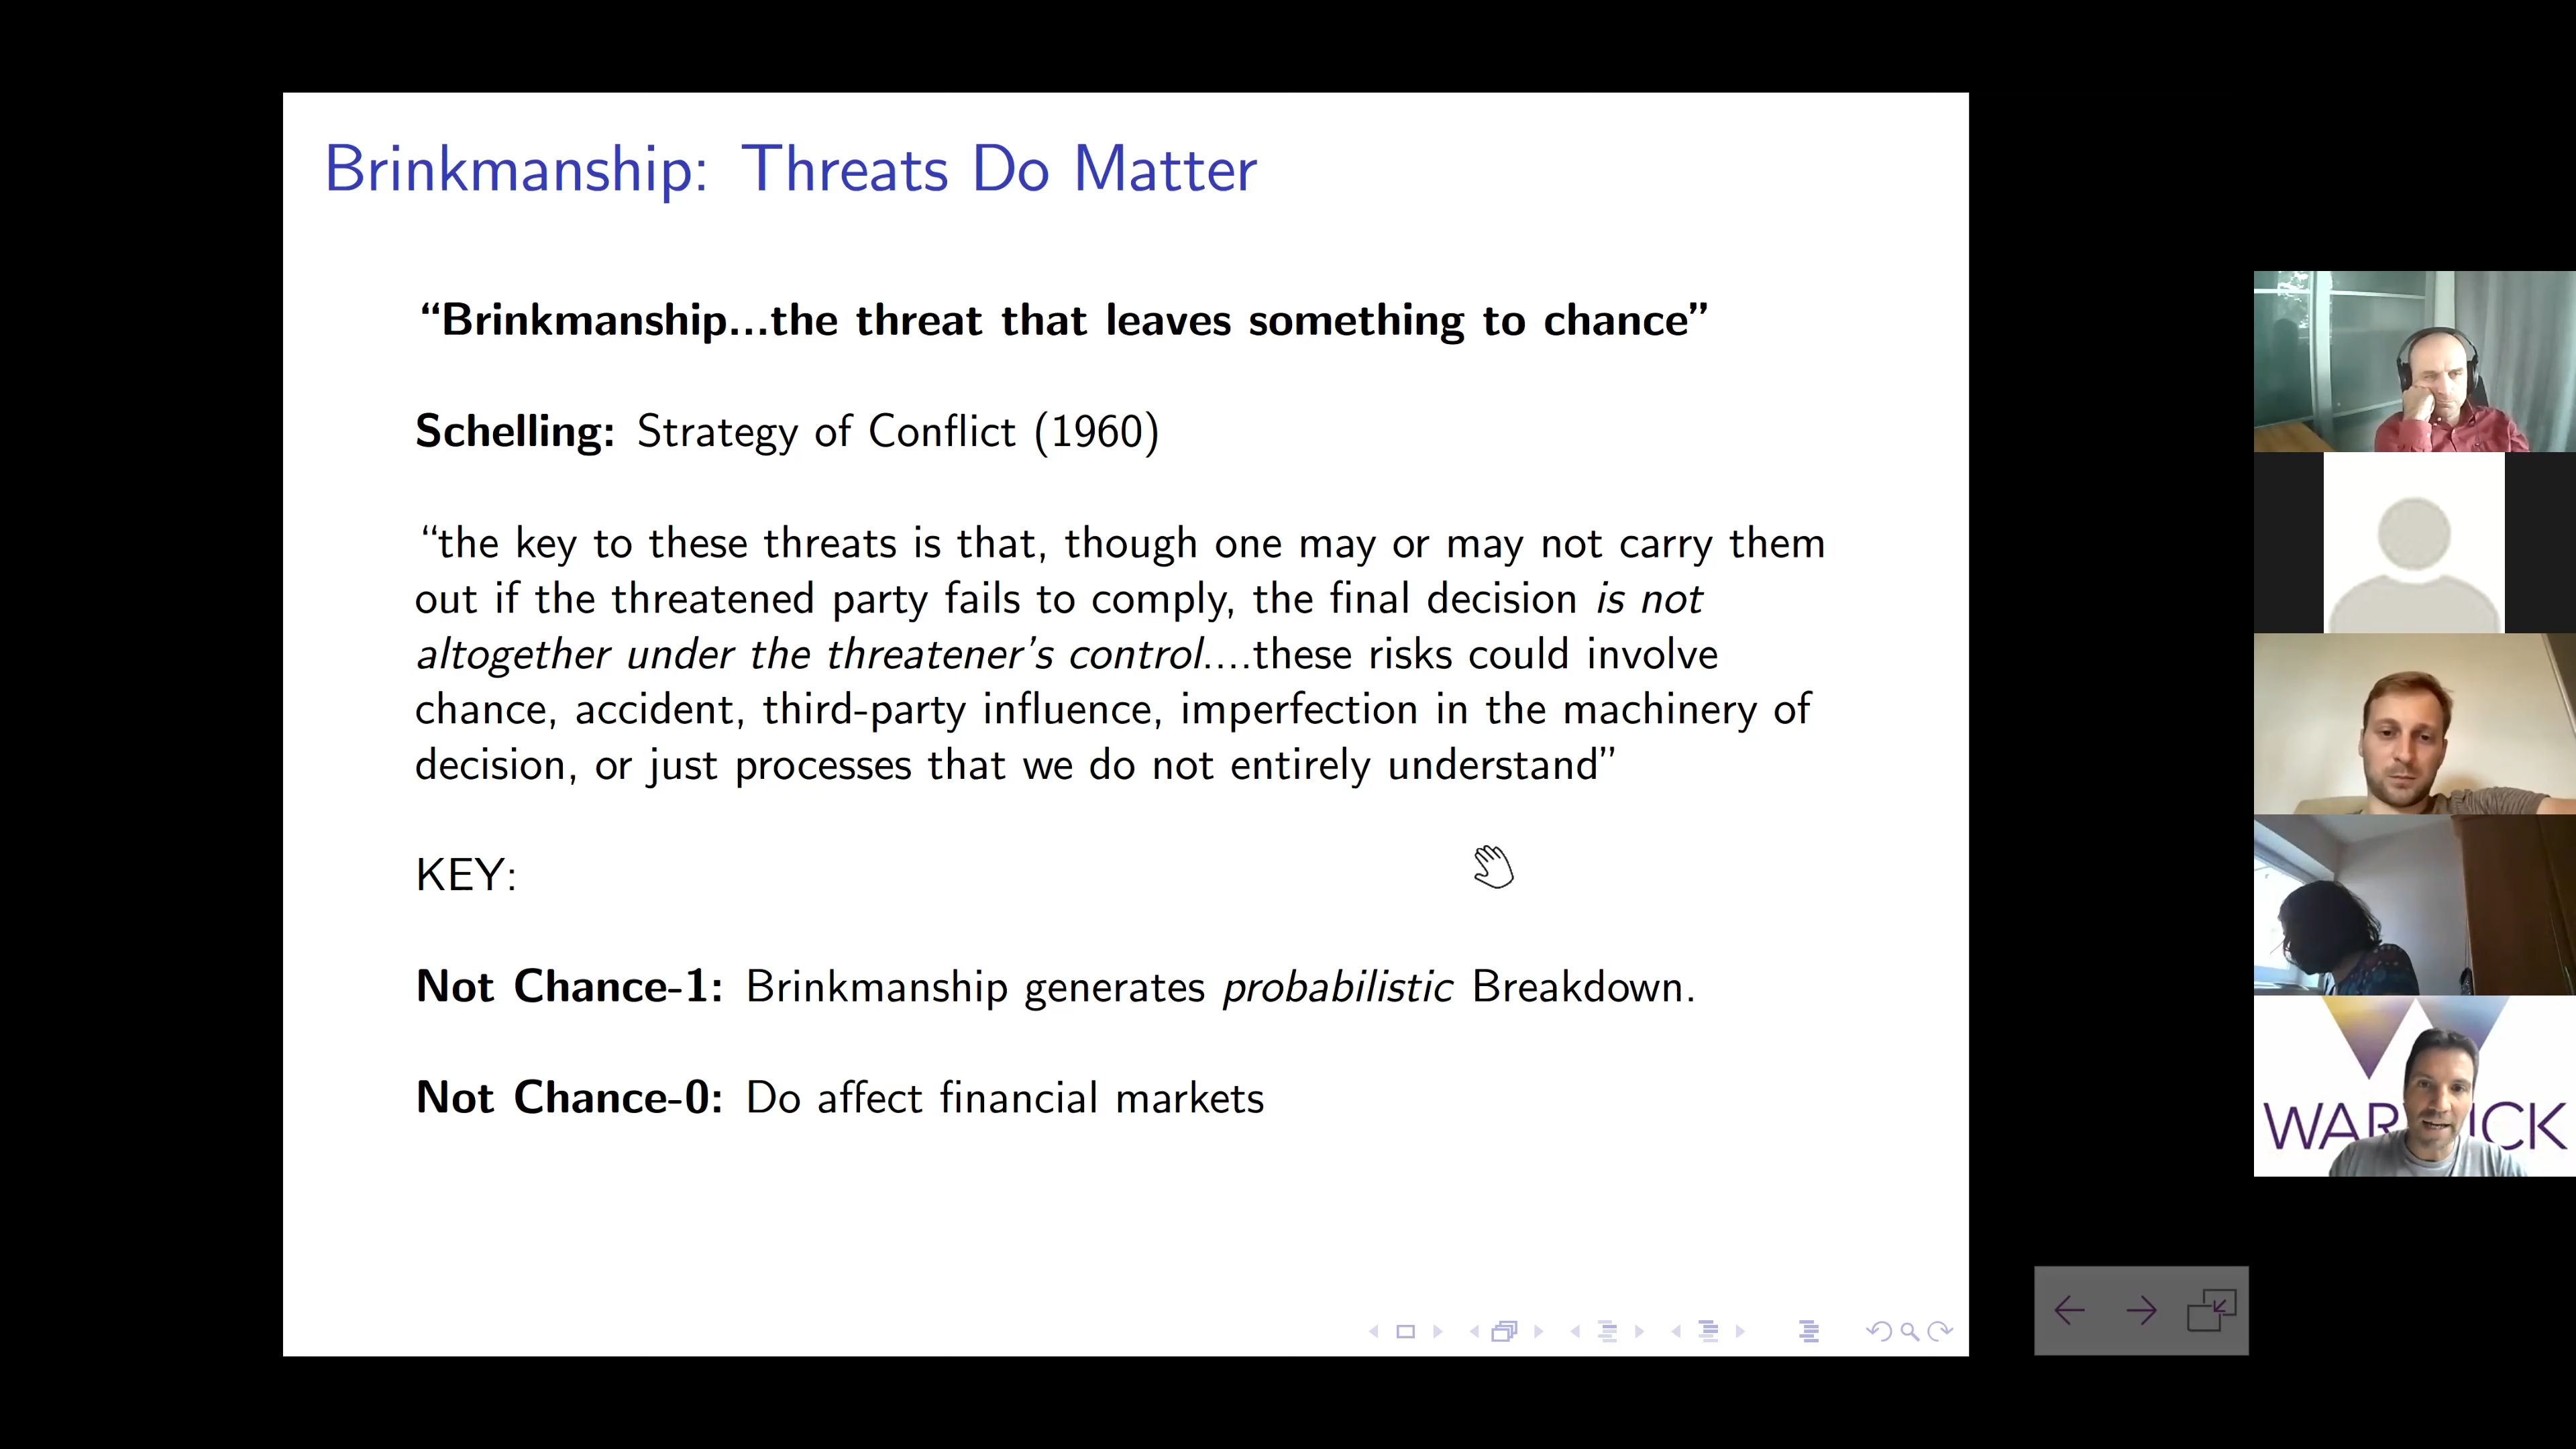 Brinkmanship: Threats Do Matter
“Brinkmanship...the threat that leaves something to chance”
Schelling: Strategy of Conflict (1960)
“the key to these threats is that, though one may or may not carry them
out if the threatened party fails to comply, the final decision is not
altogether under the threatener’s control....these risks could involve
chance, accident, third-party influence, imperfection in the machinery of
decision, or just processes that we do not entirely understand”
KEY:
Not Chance-1: Brinkmanship generates probabilistic Breakdown.
Not Chance-0: Do affect financial markets
WARWICK